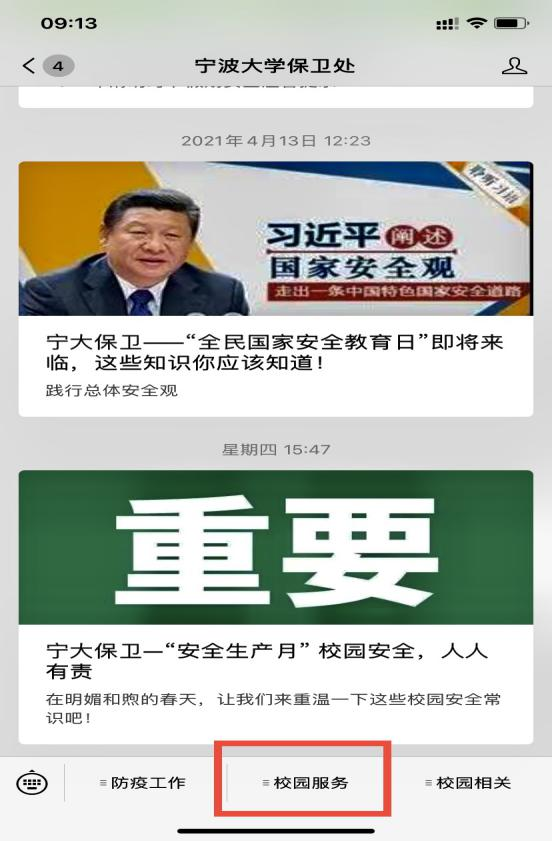 09:13
4
宁波大学保卫处
2021年4月13日 12:23
聆听习语
习近平 阐述
国家安全观
走出一条中国特色国家安全道路
宁大保卫——“全民国家安全教育日”即将来
临，这些知识你应该知道！
践行总体安全观
星期四 15:47
重要
宁大保卫—“安全生产月” 校园安全，人人
有责
在明媚和煦的春天，让我们来重温一下这些校园安全常
识吧！
防疫工作
校园服务
校园相关